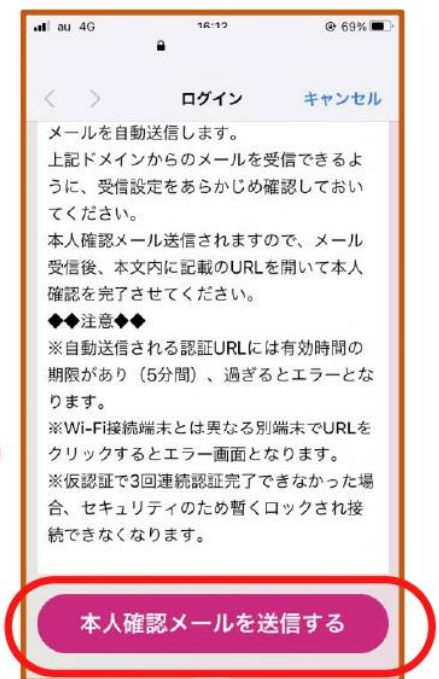 au 4G 16:12 69%
ログイン キャンセル
メールを自動送信します。
上記ドメインからのメールを受信できるよ
うに、受信設定をあらかじめ確認しておい
てください。
本人確認メール送信されますので、メール
受信後、本文内に記載のURLを開いて本人
確認を完了させてください。
◆◆注意◆◆
※自動送信される認証URLには有効時間の
期限があり（5分間）、過ぎるとエラーとな
ります。
※Wi-Fi接続端末とは異なる別端末でURLを
クリックするとエラー画面となります。
※仮認証で3回連続認証完了できなかった場
合、セキュリティのため暫くロックされ接
続できなくなります。
本人確認メールを送信する